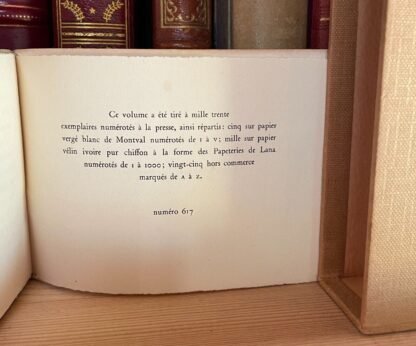 Ce volume a été tiré à mille trente
exemplaires numérotés à la presse, ainsi répartis : cinq sur papier
vergé blanc de Montval numérotés de I à V ; mille sur papier
vélin ivoire pur chiffon à la forme des Papeteries de Lana
numérotés de 1 à 1000 ; vingt-cinq hors commerce
marqués de A à Z.
numéro 617